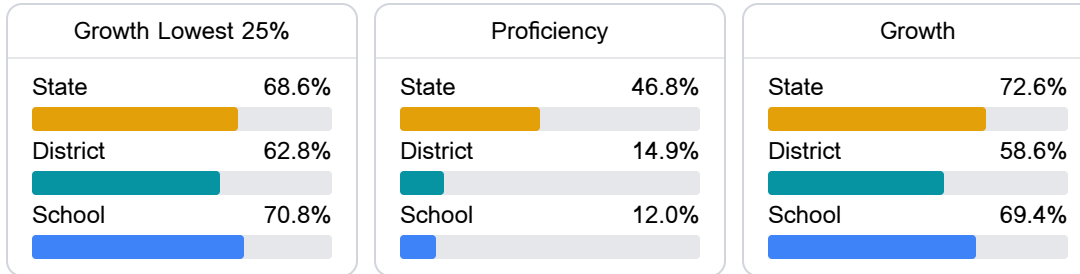 Growth Lowest 25%
State 68.6%
District 62.8%
School 70.8%
Proficiency
State 46.8%
District 14.9%
School 12.0%
Growth
State 72.6%
District 58.6%
School 69.4%